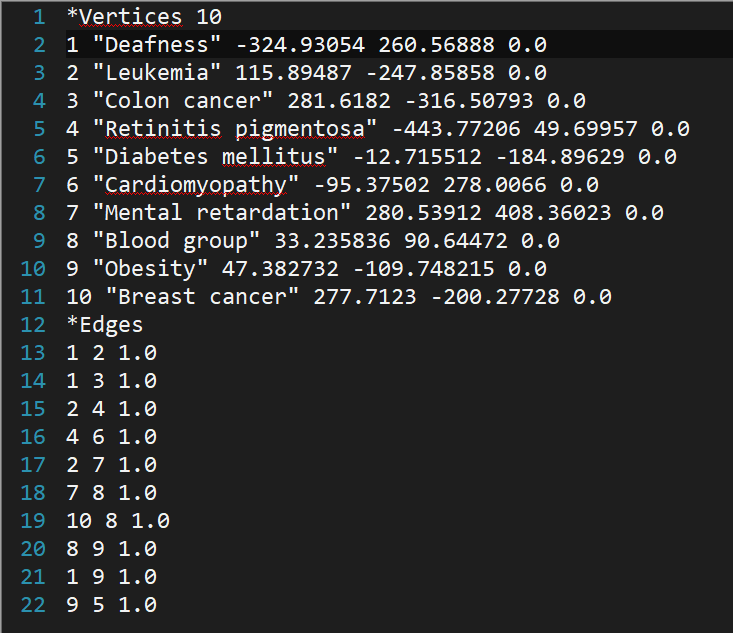 1 *Vertices 10
2 1 "Deafness" -324.93054 260.56888 0.0
3 2 "Leukemia" 115.89487 -247.85858 0.0
4 3 "Colon cancer" 281.6182 -316.50793 0.0
5 4 "Retinitis pigmentosa" -443.77206 49.69957 0.0
6 5 "Diabetes mellitus" -12.715512 -184.89629 0.0
7 6 "Cardiomyopathy" -95.37502 278.0066 0.0
8 7 "Mental retardation" 280.53912 408.36023 0.0
9 8 "Blood group" 33.235836 90.64472 0.0
10 9 "Obesity" 47.382732 -109.748215 0.0
11 10 "Breast cancer" 277.7123 -200.27728 0.0
12 *Edges
13 1 2 1.0
14 1 3 1.0
15 2 4 1.0
16 4 6 1.0
17 2 7 1.0
18 7 8 1.0
19 10 8 1.0
20 8 9 1.0
21 1 9 1.0
22 9 5 1.0